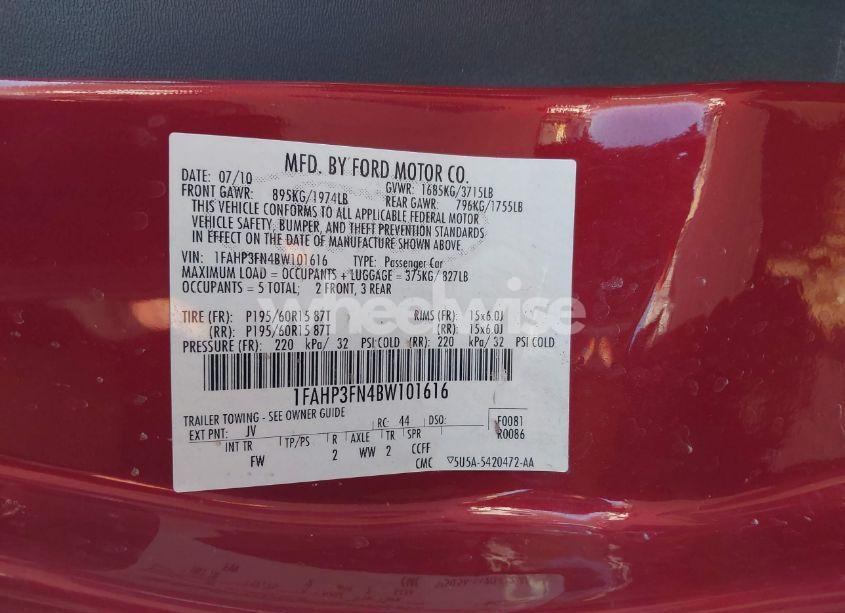 MFD. BY FORD MOTOR CO.
DATE: 07/10 GVWR: 1685KG/3715LB
FRONT GAWR: 895KG/1974LB REAR GAWR: 796KG/1755LB
THIS VEHICLE CONFORMS TO ALL APPLICABLE FEDERAL MOTOR
VEHICLE SAFETY, BUMPER, AND THEFT PREVENTION STANDARDS
IN EFFECT ON THE DATE OF MANUFACTURE SHOWN ABOVE.
VIN: 1FAHP3FN4BW101616 TYPE: Passenger Car
MAXIMUM LOAD = OCCUPANTS + LUGGAGE = 375KG/827LB
OCCUPANTS = 5 TOTAL; 2 FRONT, 3 REAR
wheelwise
TIRE (FR): P195/60R15 87T RIMS (FR): 15x6.0J
(RR): P195/60R15 87T (RR): 15x6.0J
PRESSURE (FR): 220 kPa/ 32 PSI COLD (RR): 220 kPa/ 32 PSI COLD
1FAHP3FN4BW101616
TRAILER TOWING - SEE OWNER GUIDE
EXT PNT: JV RC: 44 DSO: F0081
R0086
INT TR TP/PS R AXLE TR SPR
FW 2 WW 2 CCFF
CMC ▽5U5A-5420472-AA